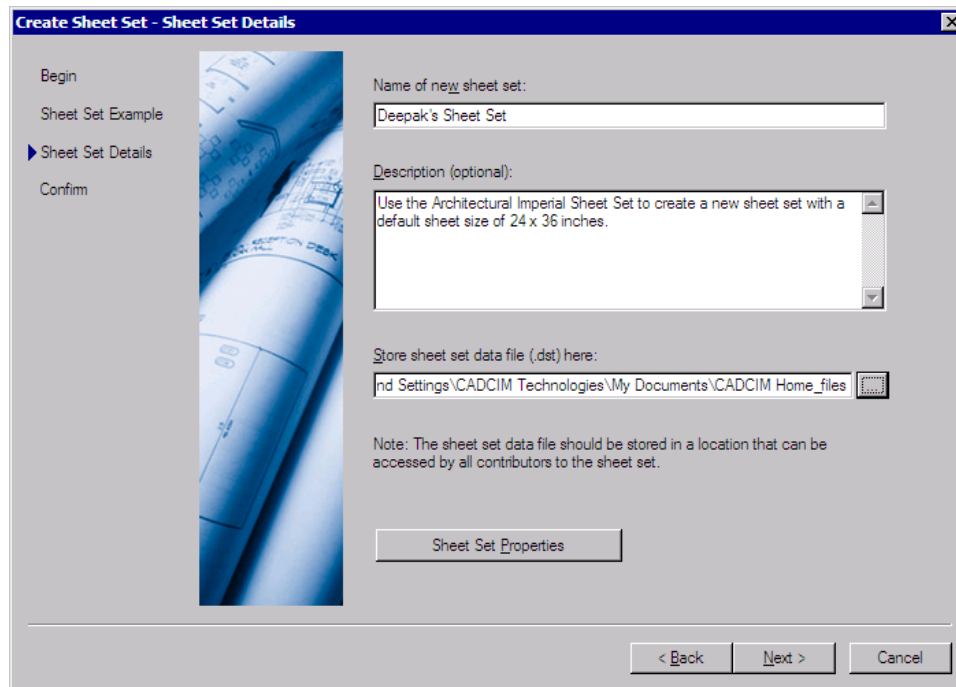 Create Sheet Set - Sheet Set Details
Begin
Sheet Set Example
Sheet Set Details
Confirm
RECEPTION DESK
Name of new sheet set:
Deepak's Sheet Set
Description (optional):
Use the Architectural Imperial Sheet Set to create a new sheet set with a
default sheet size of 24 x 36 inches.
Store sheet set data file (.dst) here:
nd Settings\CADCIM Technologies\My Documents\CADCIM Home_files
...
Note: The sheet set data file should be stored in a location that can be
accessed by all contributors to the sheet set.
Sheet Set Properties
< Back
Next >
Cancel